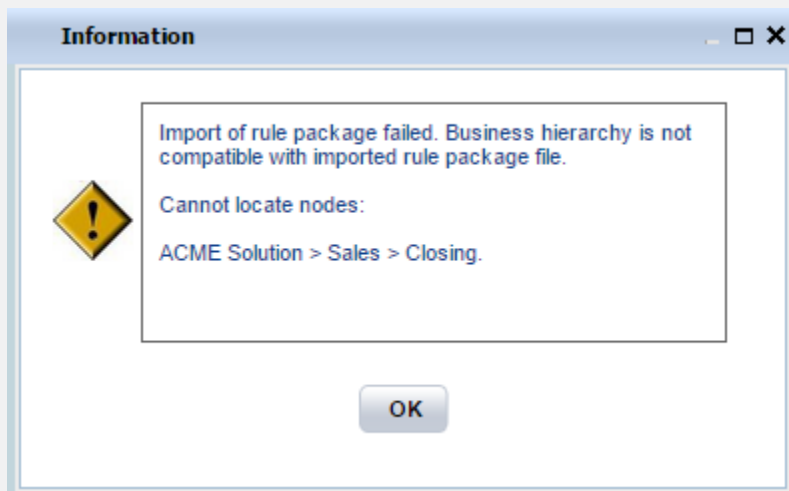 Information
Import of rule package failed. Business hierarchy is not
compatible with imported rule package file.
Cannot locate nodes:
ACME Solution > Sales > Closing.
OK